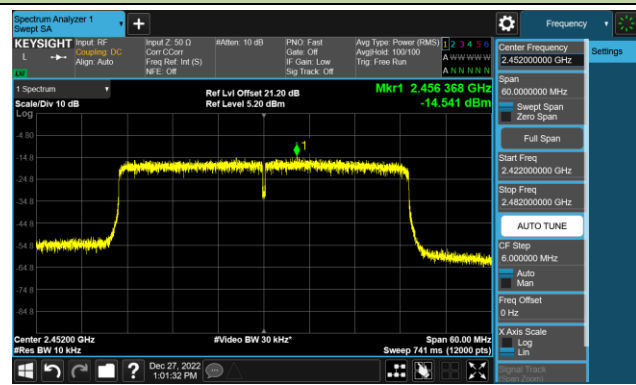 Spectrum Analyzer 1
Swept SA
Frequency
KEYSIGHT
L
LW
Input: RF
Coupling: DC
Align: Auto
Input Z: 50 Ω
Corr CCorr
Freq Ref: Int (S)
NFE: Off
#Atten: 10 dB
PNO: Fast
Gate: Off
IF Gain: Low
Sig Track: Off
Avg Type: Power (RMS)
Avg|Hold: 100/100
Trig: Free Run
1 2 3 4 5 6
A W W W W W
A N N N N N
1 Spectrum
Scale/Div 10 dB
Log
Ref Lvl Offset 21.20 dB
Ref Level 5.20 dBm
Mkr1 2.456 368 GHz
-14.541 dBm
1
-4.80
-14.8
-24.8
-34.8
-44.8
-54.8
-64.8
-74.8
-84.8
Center 2.45200 GHz
#Res BW 10 kHz
#Video BW 30 kHz*
Span 60.00 MHz
Sweep 741 ms (12000 pts)
Center Frequency
2.452000000 GHz
Settings
Span
60.0000000 MHz
Swept Span
Zero Span
Full Span
Start Freq
2.422000000 GHz
Stop Freq
2.482000000 GHz
AUTO TUNE
CF Step
6.000000 MHz
Auto
Man
Freq Offset
0 Hz
X Axis Scale
Log
Lin
Signal Track
(Span Zoom)
?
Dec 27, 2022
1:01:32 PM